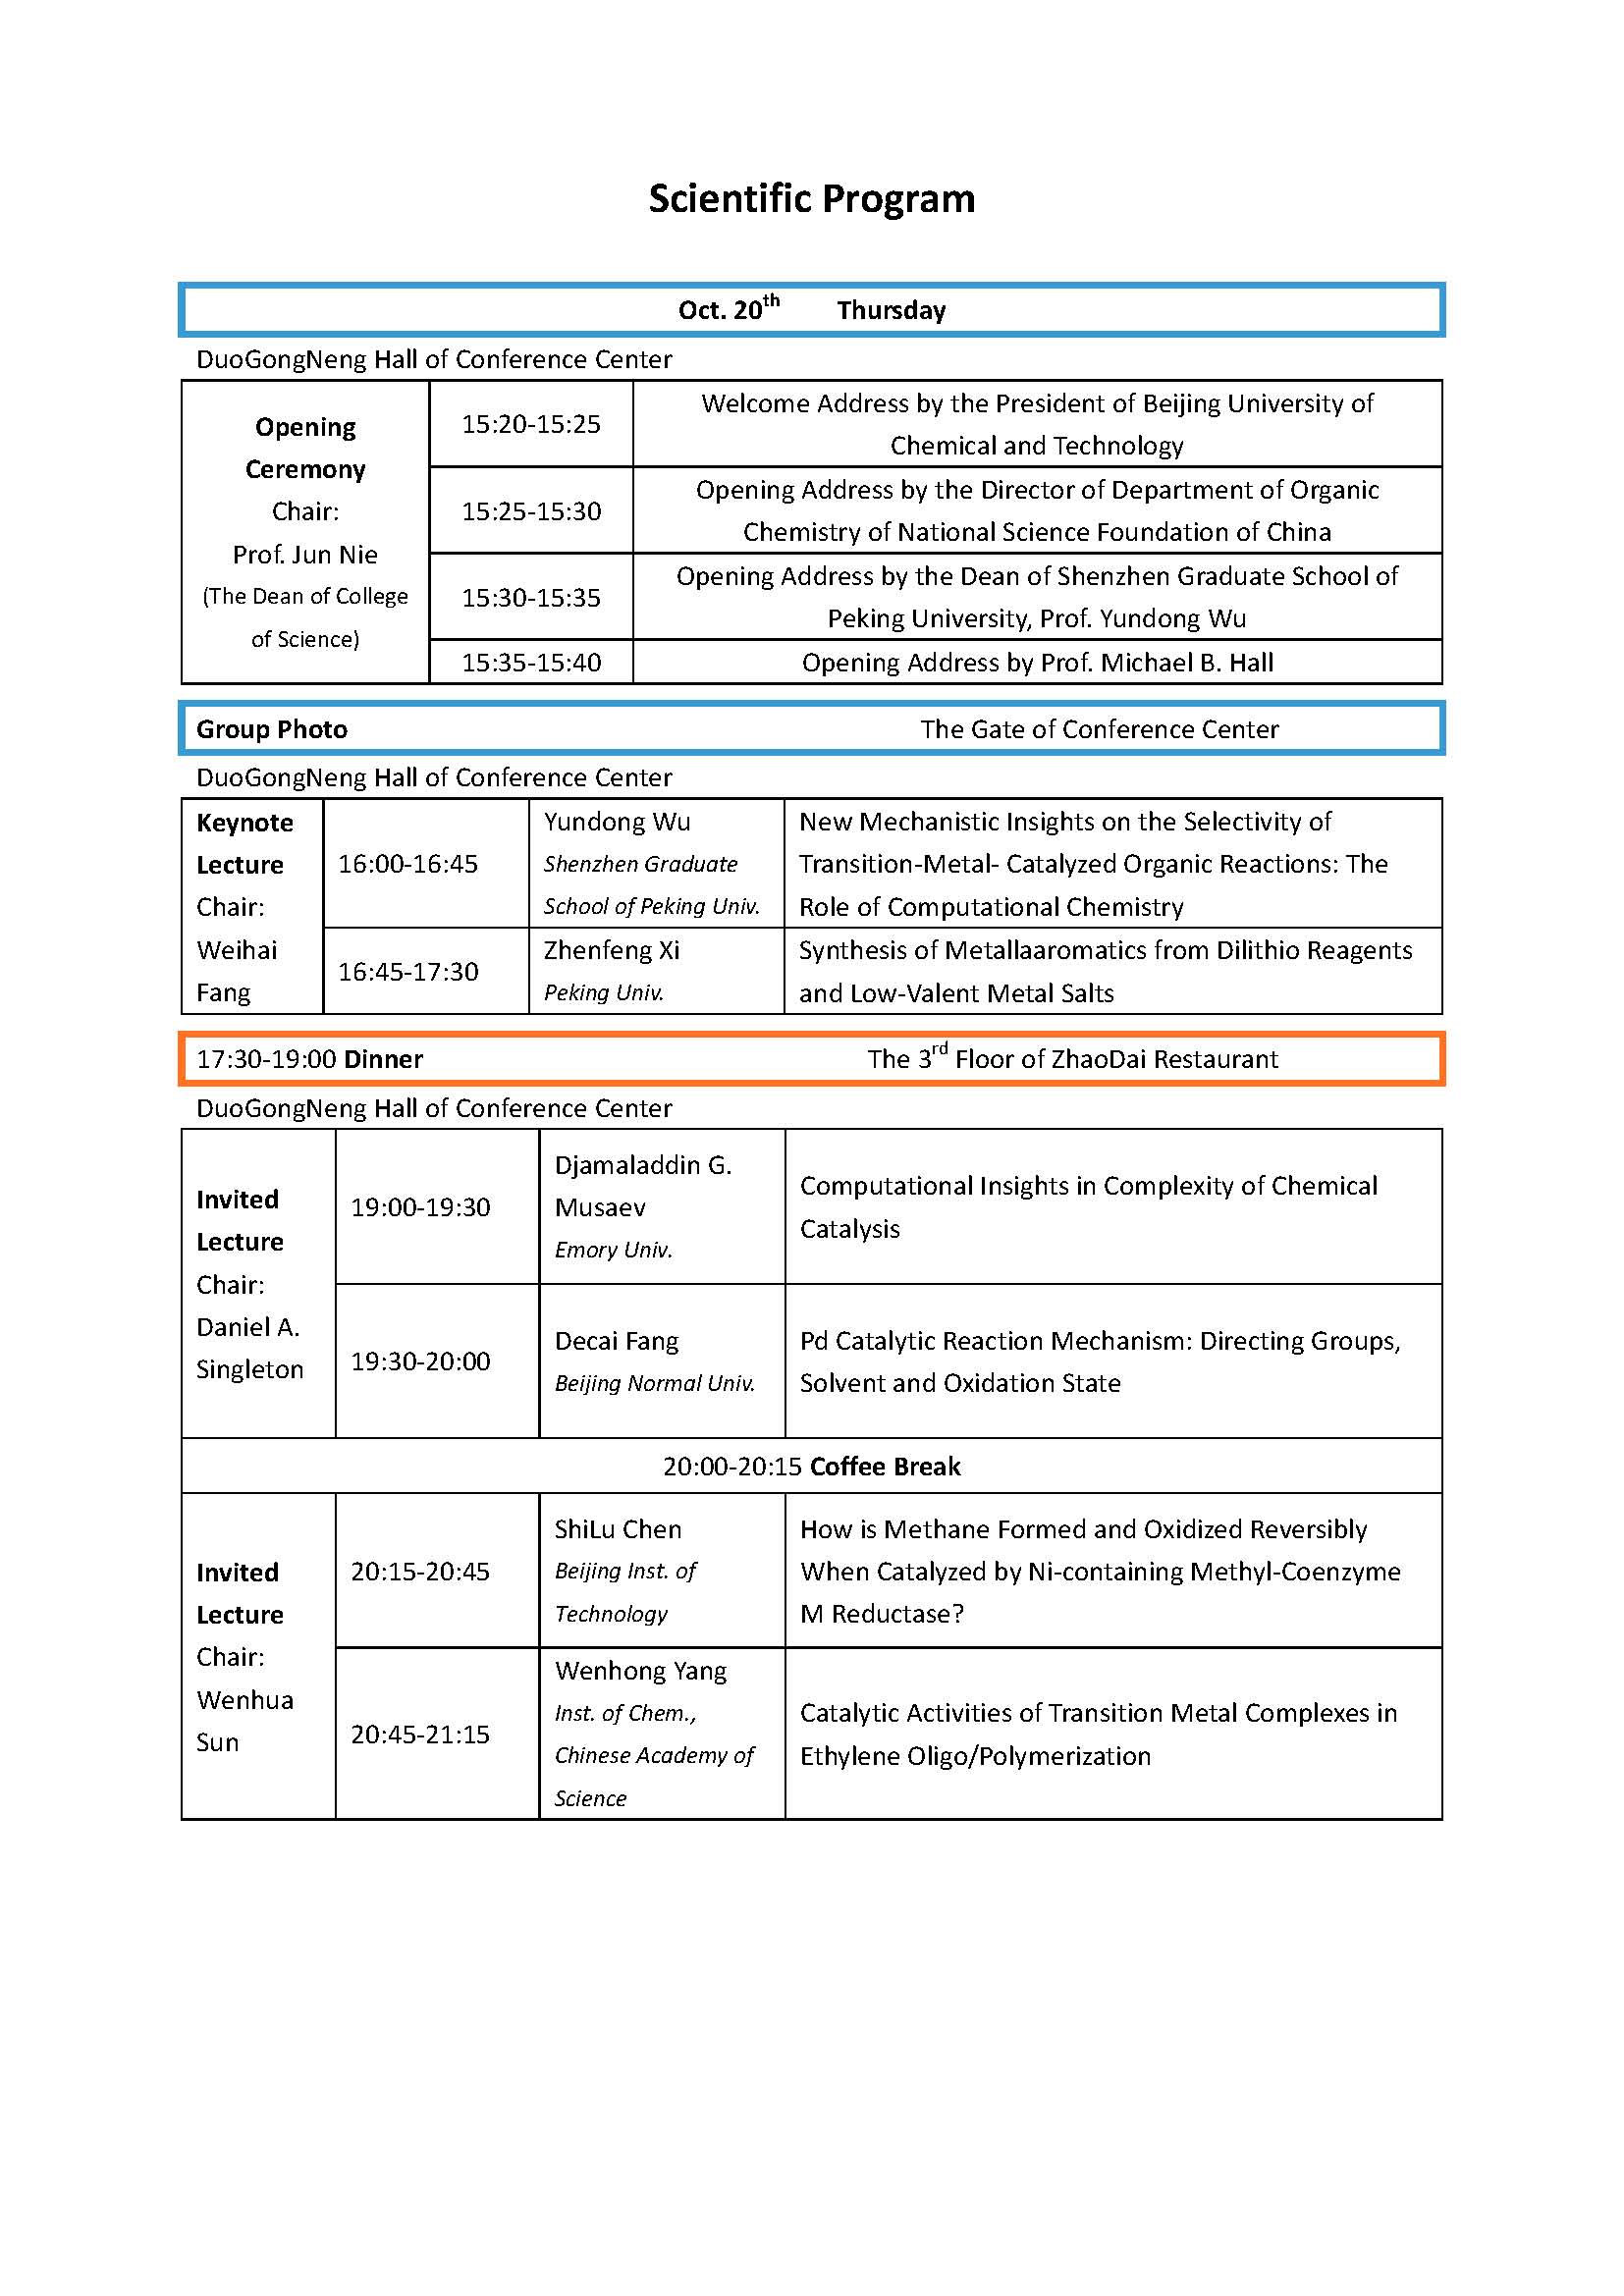 Scientific Program
Oct. 20th Thursday
DuoGongNeng Hall of Conference Center
Opening
Ceremony
Chair:
Prof. Jun Nie
(The Dean of College
of Science)
15:20-15:25
Welcome Address by the President of Beijing University of
Chemical and Technology
15:25-15:30
Opening Address by the Director of Department of Organic
Chemistry of National Science Foundation of China
15:30-15:35
Opening Address by the Dean of Shenzhen Graduate School of
Peking University, Prof. Yundong Wu
15:35-15:40
Opening Address by Prof. Michael B. Hall
Group Photo The Gate of Conference Center
DuoGongNeng Hall of Conference Center
Keynote
Lecture
Chair:
Weihai
Fang
16:00-16:45
Yundong Wu
Shenzhen Graduate
School of Peking Univ.
New Mechanistic Insights on the Selectivity of
Transition-Metal- Catalyzed Organic Reactions: The
Role of Computational Chemistry
16:45-17:30
Zhenfeng Xi
Peking Univ.
Synthesis of Metallaaromatics from Dilithio Reagents
and Low-Valent Metal Salts
17:30-19:00 Dinner The 3rd Floor of ZhaoDai Restaurant
DuoGongNeng Hall of Conference Center
Invited
Lecture
Chair:
Daniel A.
Singleton
19:00-19:30
Djamaladdin G.
Musaev
Emory Univ.
Computational Insights in Complexity of Chemical
Catalysis
19:30-20:00
Decai Fang
Beijing Normal Univ.
Pd Catalytic Reaction Mechanism: Directing Groups,
Solvent and Oxidation State
20:00-20:15 Coffee Break
Invited
Lecture
Chair:
Wenhua
Sun
20:15-20:45
ShiLu Chen
Beijing Inst. of
Technology
How is Methane Formed and Oxidized Reversibly
When Catalyzed by Ni-containing Methyl-Coenzyme
M Reductase?
20:45-21:15
Wenhong Yang
Inst. of Chem.,
Chinese Academy of
Science
Catalytic Activities of Transition Metal Complexes in
Ethylene Oligo/Polymerization